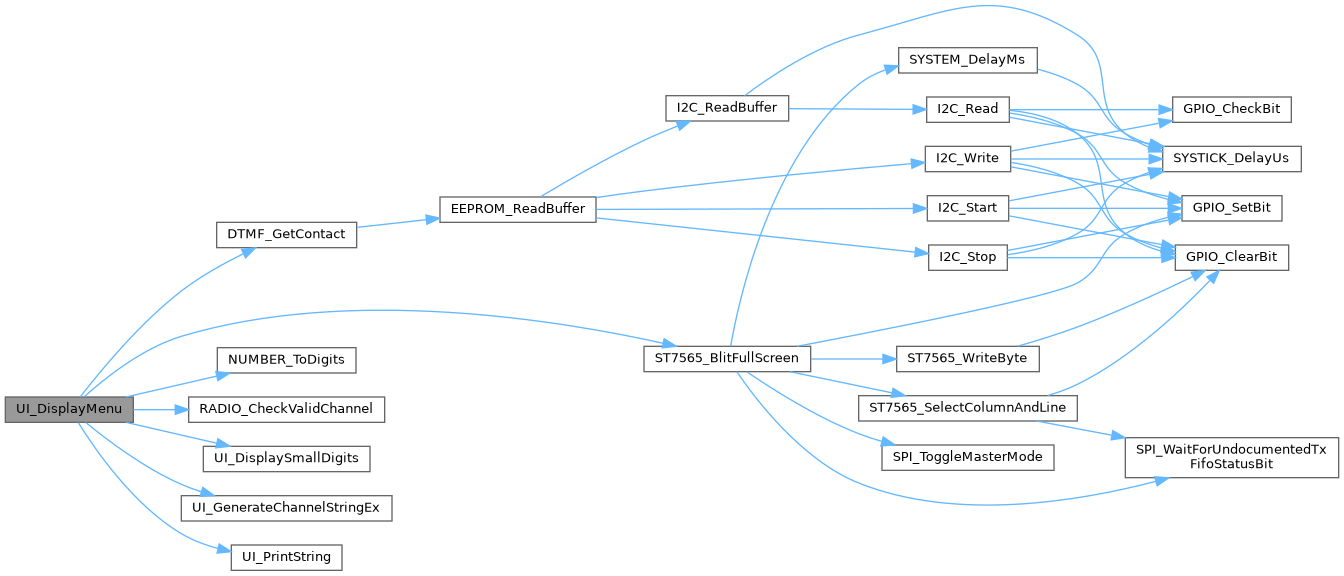 UI_DisplayMenu
DTMF_GetContact
NUMBER_ToDigits
RADIO_CheckValidChannel
UI_DisplaySmallDigits
UI_GenerateChannelStringEx
UI_PrintString
EEPROM_ReadBuffer
ST7565_BlitFullScreen
I2C_ReadBuffer
SYSTEM_DelayMs
I2C_Read
I2C_Write
I2C_Start
I2C_Stop
ST7565_WriteByte
ST7565_SelectColumnAndLine
SPI_ToggleMasterMode
GPIO_CheckBit
SYSTICK_DelayUs
GPIO_SetBit
GPIO_ClearBit
SPI_WaitForUndocumentedTx
FifoStatusBit